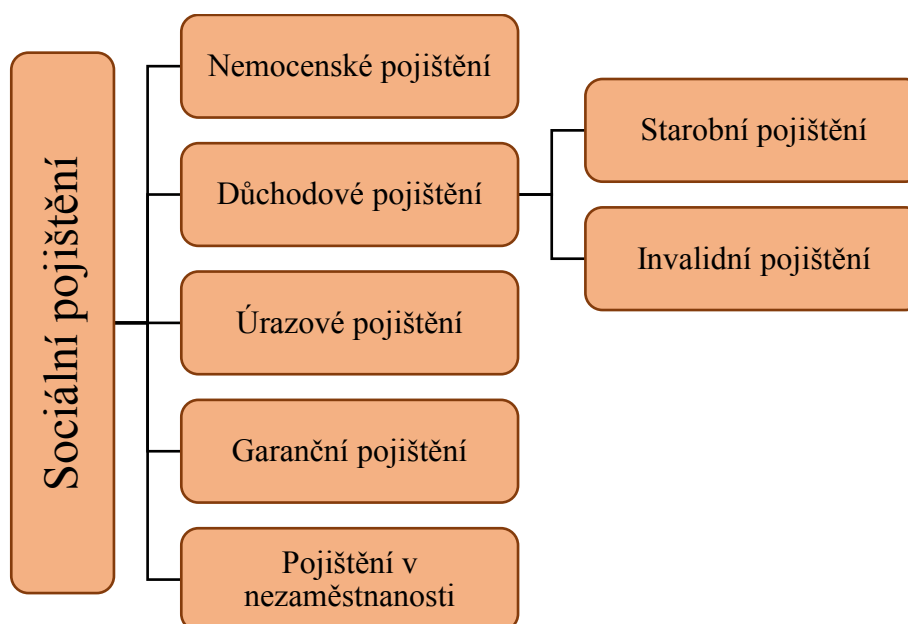 Sociální pojištění
Nemocenské pojištění
Důchodové pojištění
Starobní pojištění
Invalidní pojištění
Úrazové pojištění
Garanční pojištění
Pojištění v
nezaměstnanosti